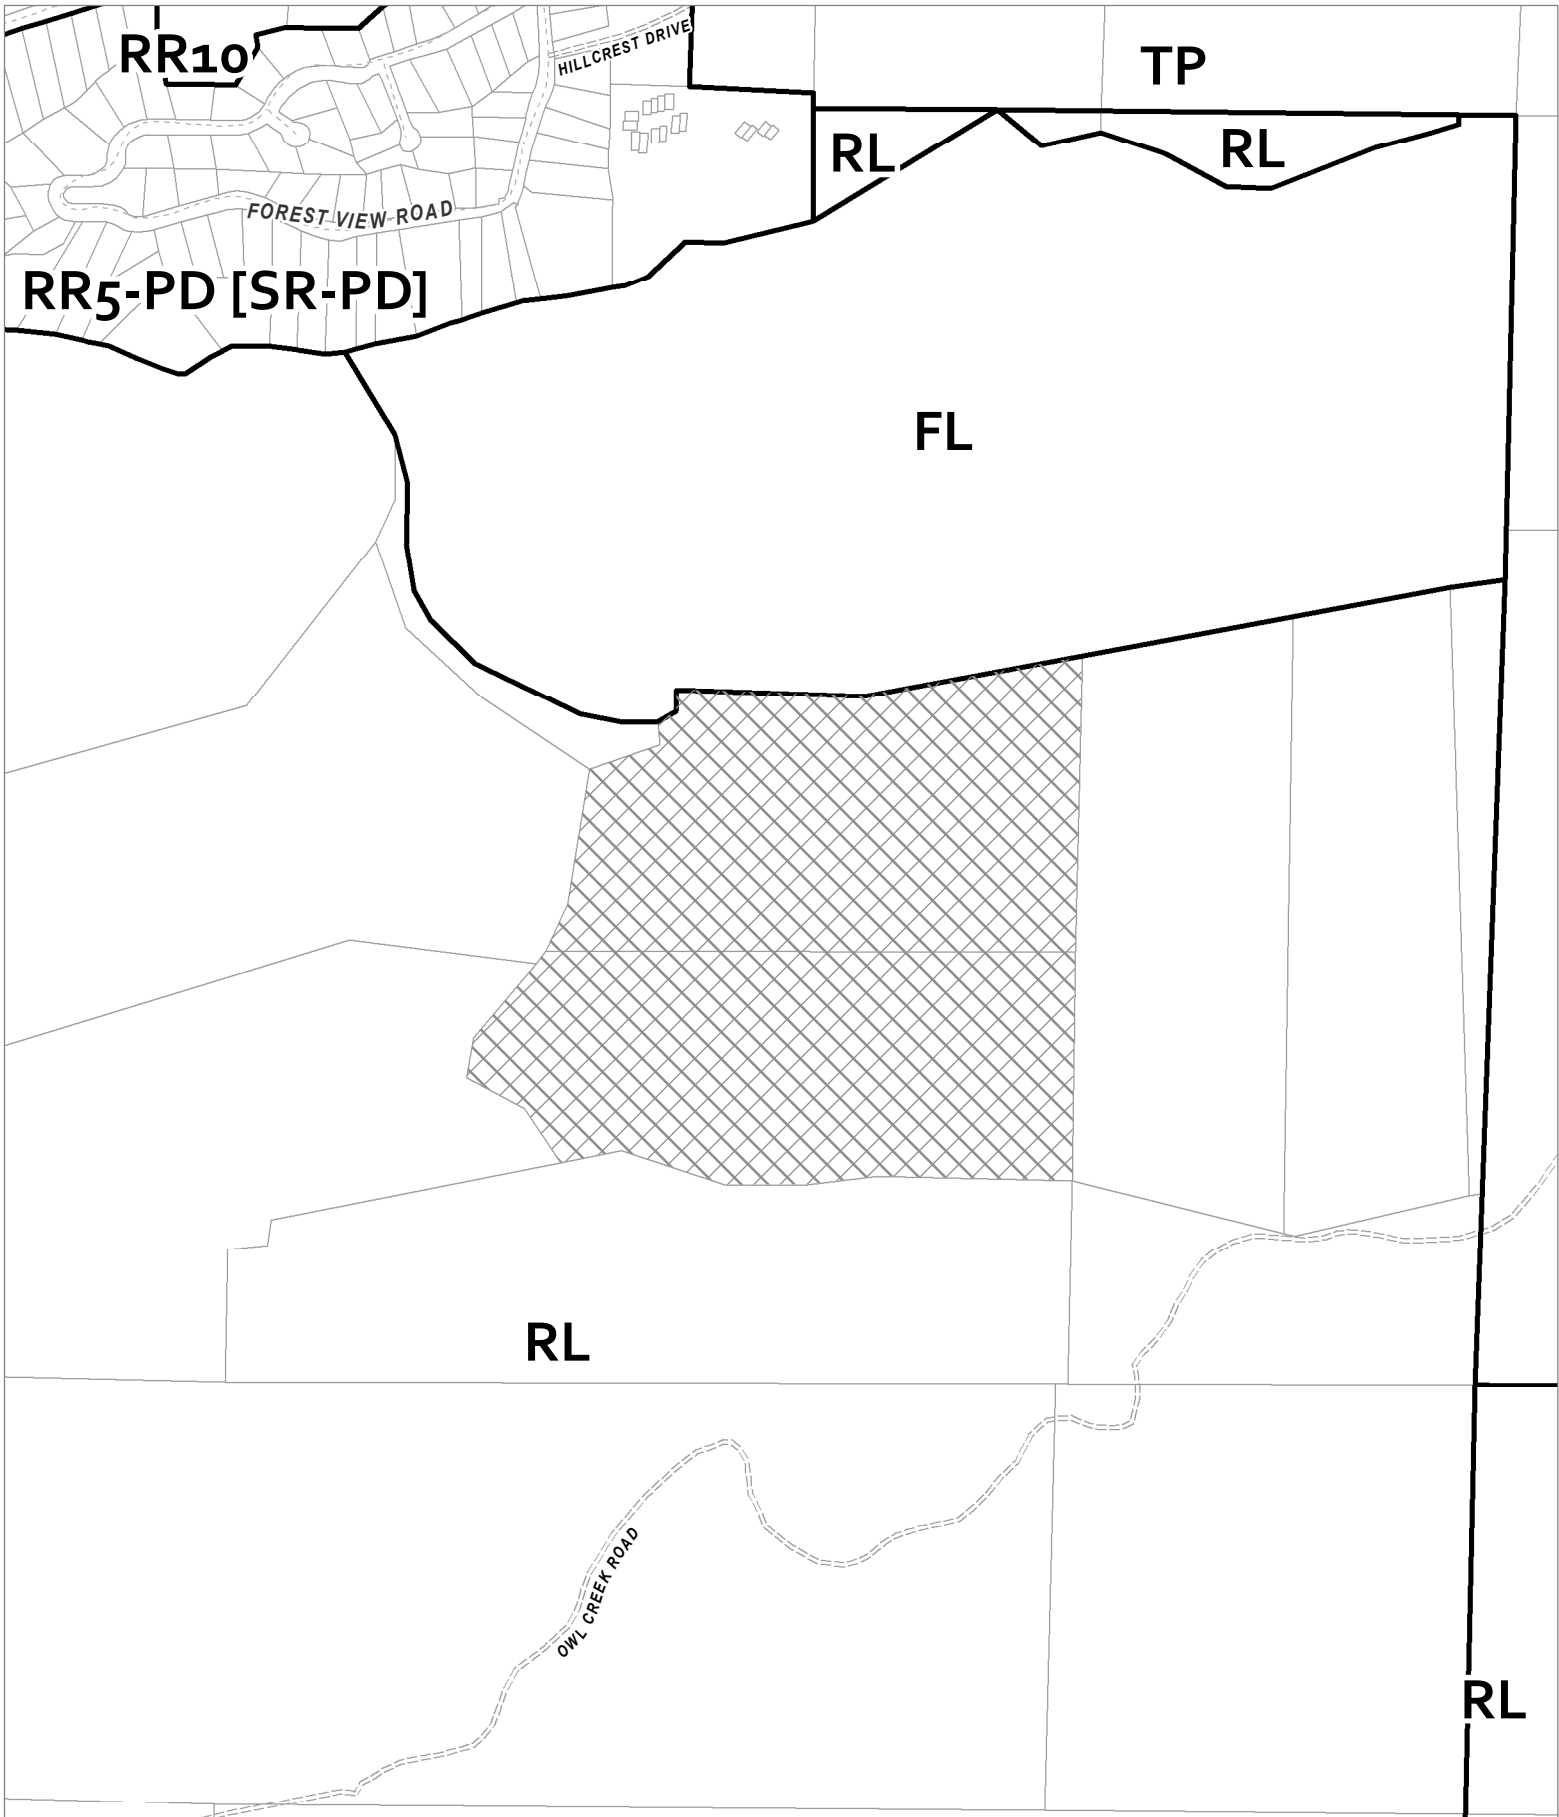 RR10
HILLCREST DRIVE
TP
RL
RL
FOREST VIEW ROAD
RR5-PD [SR-PD]
FL
RL
OWL CREEK ROAD
RL